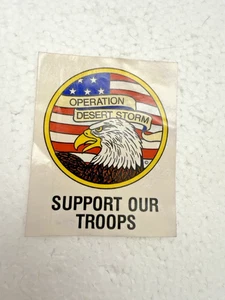 OPERATION
DESERT STORM
SUPPORT OUR
TROOPS